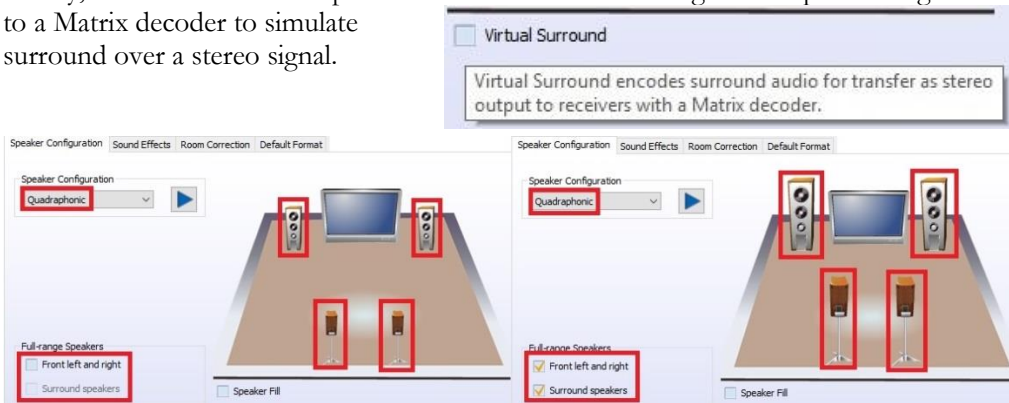 to a Matrix decoder to simulate
surround over a stereo signal.
Virtual Surround
Virtual Surround encodes surround audio for transfer as stereo
output to receivers with a Matrix decoder.
Speaker Configuration Sound Effects Room Correction Default Format
Speaker Configuration
Quadraphonic
Full-range Speakers
Front left and right
Surround speakers
Speaker Fill
Speaker Configuration Sound Effects Room Correction Default Format
Speaker Configuration
Quadraphonic
Full-range Speakers
Front left and right
Surround speakers
Speaker Fill